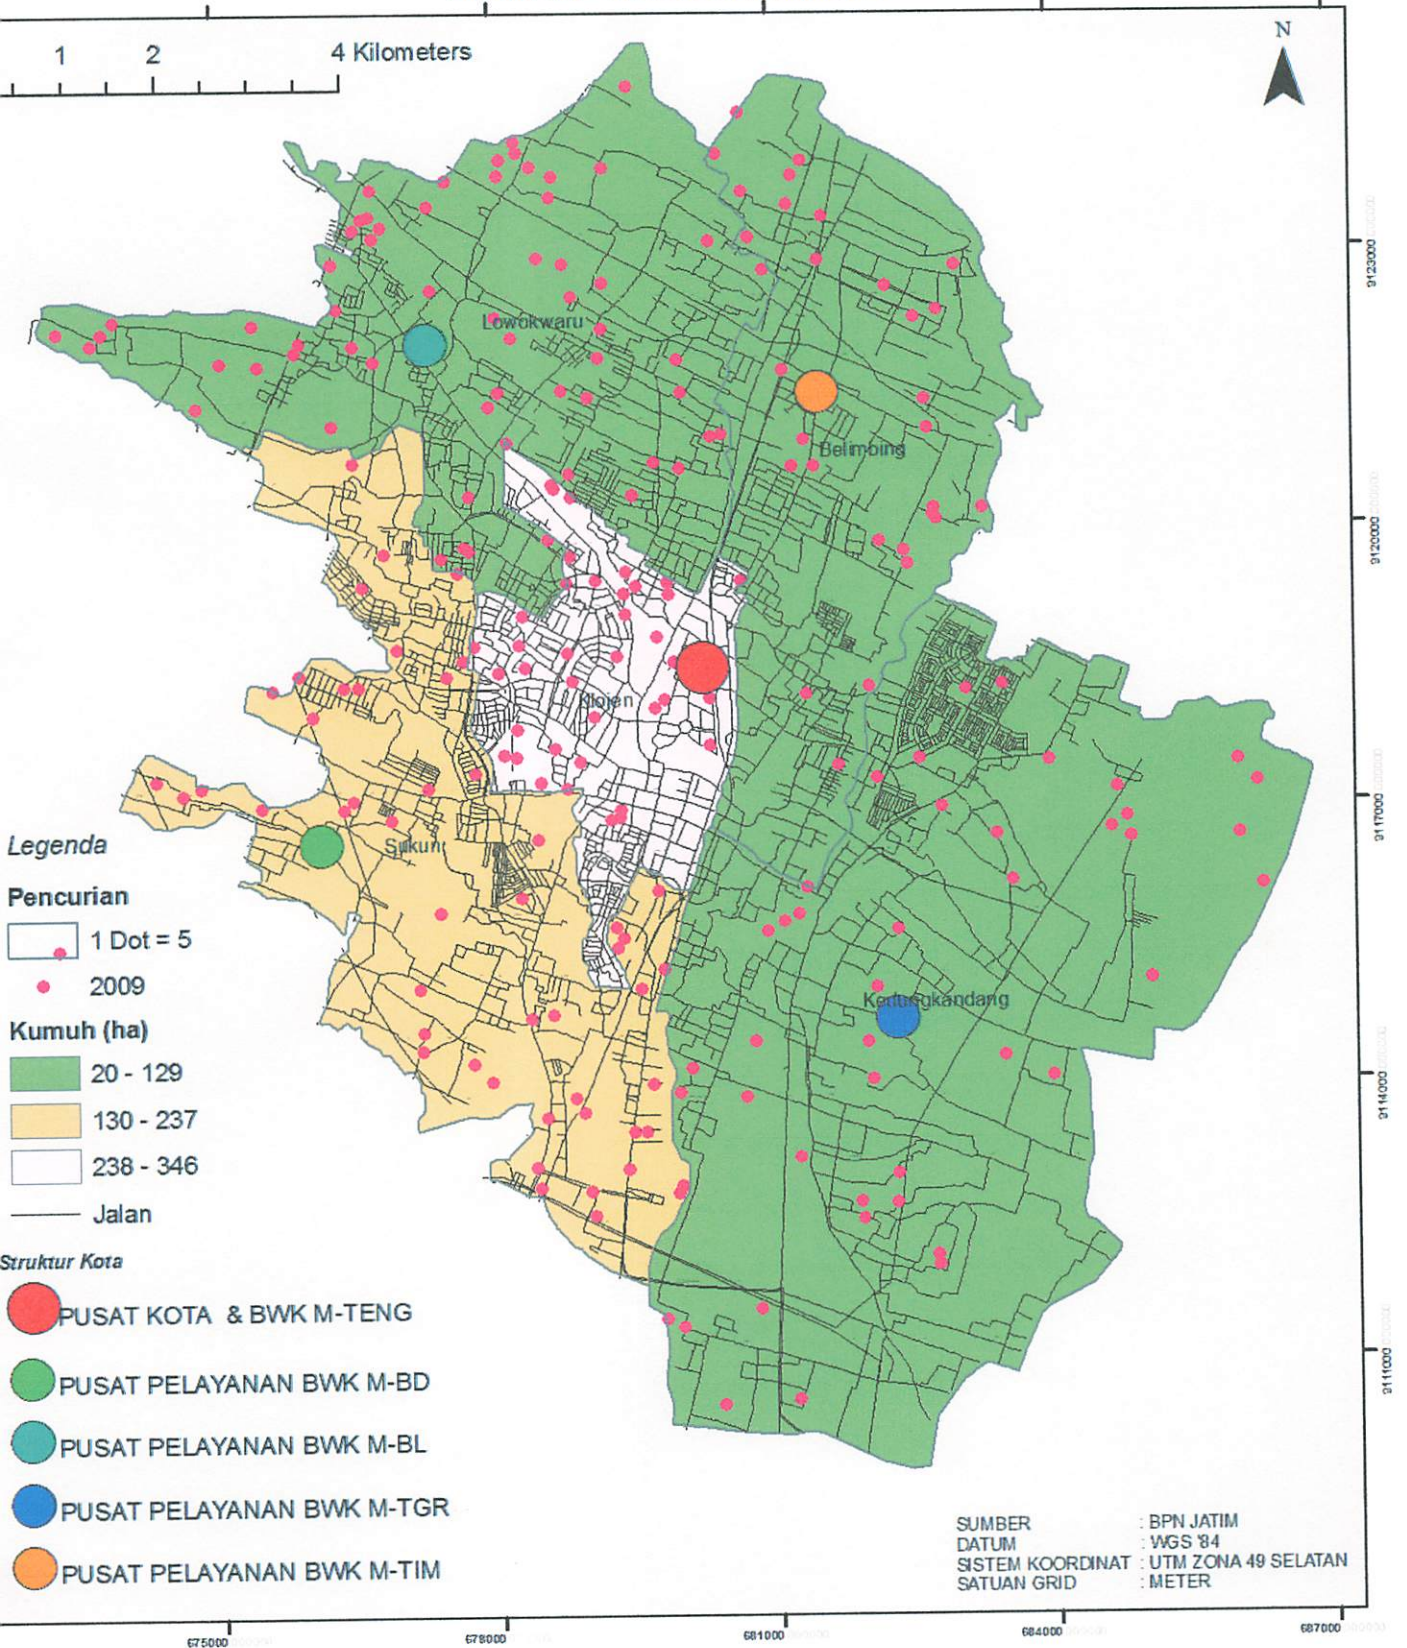 N
1 2 4 Kilometers
Lowokwaru
Belimbing
Klojen
Sukun
Kedungkandang
Legenda
Pencurian
1 Dot = 5
2009
Kumuh (ha)
20 - 129
130 - 237
238 - 346
Jalan
Struktur Kota
PUSAT KOTA & BWK M-TENG
PUSAT PELAYANAN BWK M-BD
PUSAT PELAYANAN BWK M-BL
PUSAT PELAYANAN BWK M-TGR
PUSAT PELAYANAN BWK M-TIM
SUMBER : BPN JATIM
DATUM : WGS '84
SISTEM KOORDINAT : UTM ZONA 49 SELATAN
SATUAN GRID : METER
9123000
9120000
9117000
9114000
9111000
675000 678000 681000 684000 687000